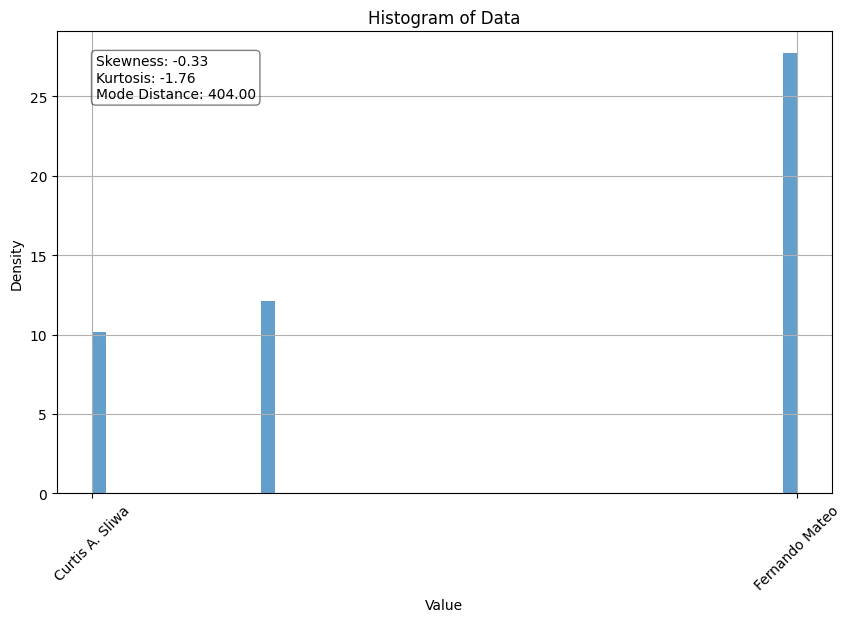 Histogram of Data
Skewness: -0.33
Kurtosis: -1.76
Mode Distance: 404.00
Density
25
20
15
10
5
0
Curtis A. Sliwa
Fernando Mateo
Value